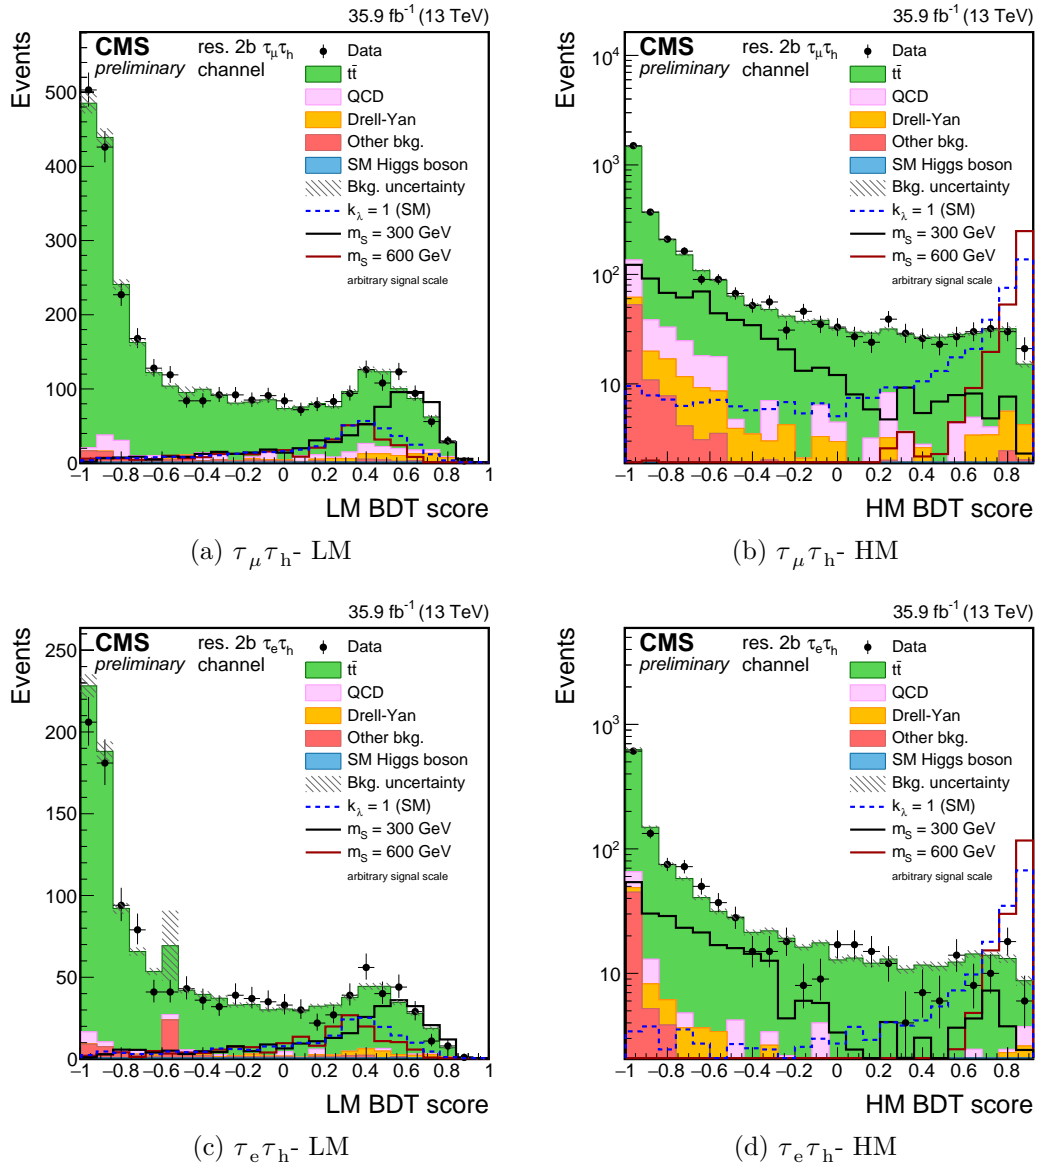 35.9 fb⁻¹ (13 TeV)
Events
CMS
preliminary
res. 2b τμτh
channel
Data
tt̄
QCD
Drell-Yan
Other bkg.
SM Higgs boson
Bkg. uncertainty
kλ = 1 (SM)
mS = 300 GeV
mS = 600 GeV
arbitrary signal scale
500
400
300
200
100
0
−1 −0.8 −0.6 −0.4 −0.2 0 0.2 0.4 0.6 0.8 1
LM BDT score
(a) τμτh- LM
35.9 fb⁻¹ (13 TeV)
Events
CMS
preliminary
res. 2b τμτh
channel
Data
tt̄
QCD
Drell-Yan
Other bkg.
SM Higgs boson
Bkg. uncertainty
kλ = 1 (SM)
mS = 300 GeV
mS = 600 GeV
arbitrary signal scale
10⁴
10³
10²
10
−1 −0.8 −0.6 −0.4 −0.2 0 0.2 0.4 0.6 0.8
HM BDT score
(b) τμτh- HM
35.9 fb⁻¹ (13 TeV)
Events
CMS
preliminary
res. 2b τeτh
channel
Data
tt̄
QCD
Drell-Yan
Other bkg.
SM Higgs boson
Bkg. uncertainty
kλ = 1 (SM)
mS = 300 GeV
mS = 600 GeV
arbitrary signal scale
250
200
150
100
50
0
−1 −0.8 −0.6 −0.4 −0.2 0 0.2 0.4 0.6 0.8 1
LM BDT score
(c) τeτh- LM
35.9 fb⁻¹ (13 TeV)
Events
CMS
preliminary
res. 2b τeτh
channel
Data
tt̄
QCD
Drell-Yan
Other bkg.
SM Higgs boson
Bkg. uncertainty
kλ = 1 (SM)
mS = 300 GeV
mS = 600 GeV
arbitrary signal scale
10³
10²
10
−1 −0.8 −0.6 −0.4 −0.2 0 0.2 0.4 0.6 0.8
HM BDT score
(d) τeτh- HM